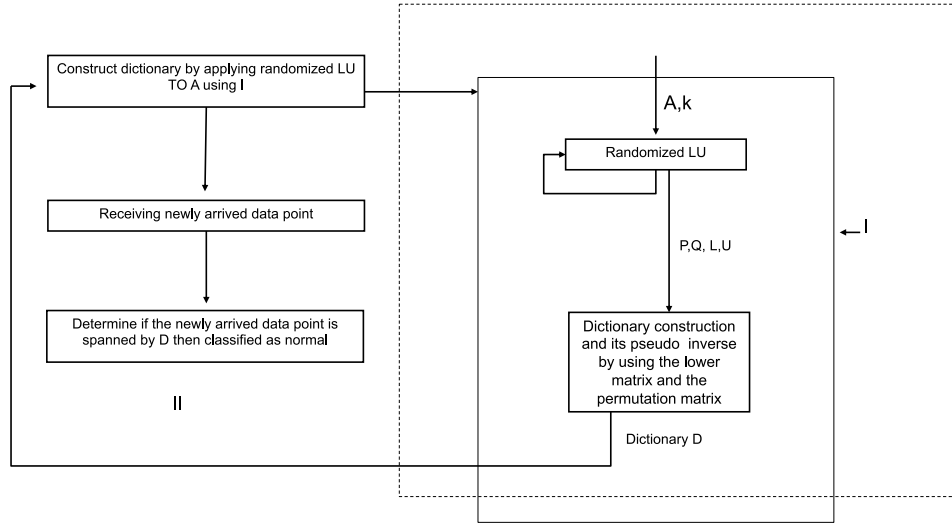 Construct dictionary by applying randomized LU
TO A using I
Receiving newly arrived data point
Determine if the newly arrived data point is
spanned by D then classified as normal
II
A,k
Randomized LU
P,Q, L,U
I
Dictionary construction
and its pseudo inverse
by using the lower
matrix and the
permutation matrix
Dictionary D